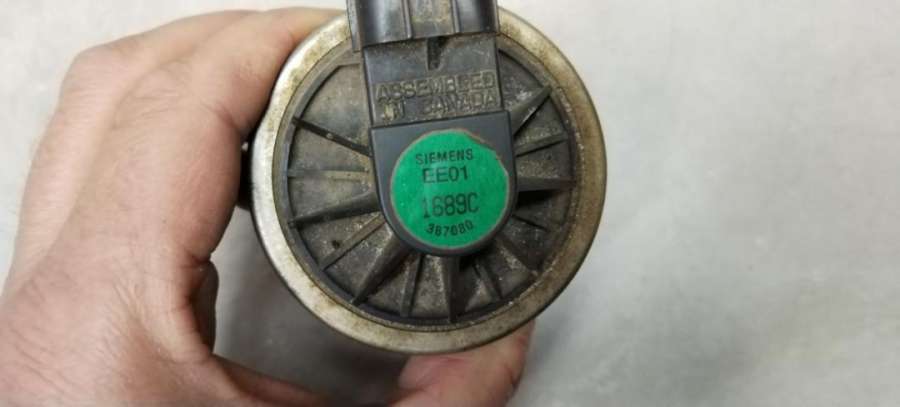 ASSEMBLED
IN CANADA
SIEMENS
EE01
1689C
387080